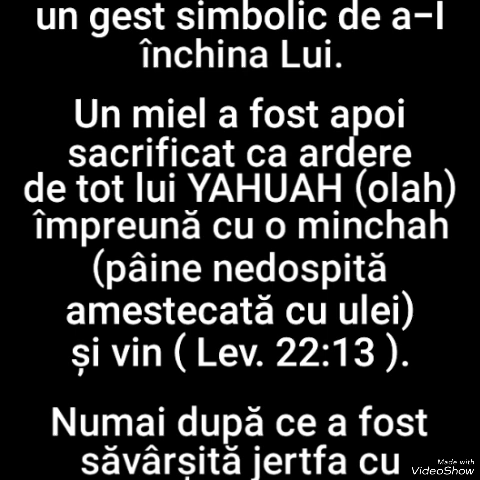 un gest simbolic de a-I
închina Lui.
Un miel a fost apoi
sacrificat ca ardere
de tot lui YAHUAH (olah)
împreună cu o minchah
(pâine nedospită
amestecată cu ulei)
și vin ( Lev. 22:13 ).
Numai după ce a fost
săvârșită jertfa cu
Made with
VideoShow